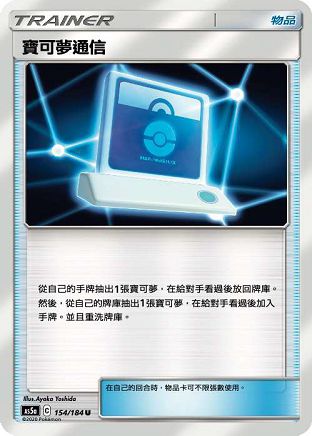 TRAINER 物品
寶可夢通信
從自己的手牌抽出1張寶可夢，在給對手看過後放回牌庫。
然後，從自己的牌庫抽出1張寶可夢，在給對手看過後加入
手牌。並且重洗牌庫。
Illus.Ayaka Yoshida
AS5a C 154/184 U
©2020 Pokémon
在自己的回合時，物品卡可不限張數使用。